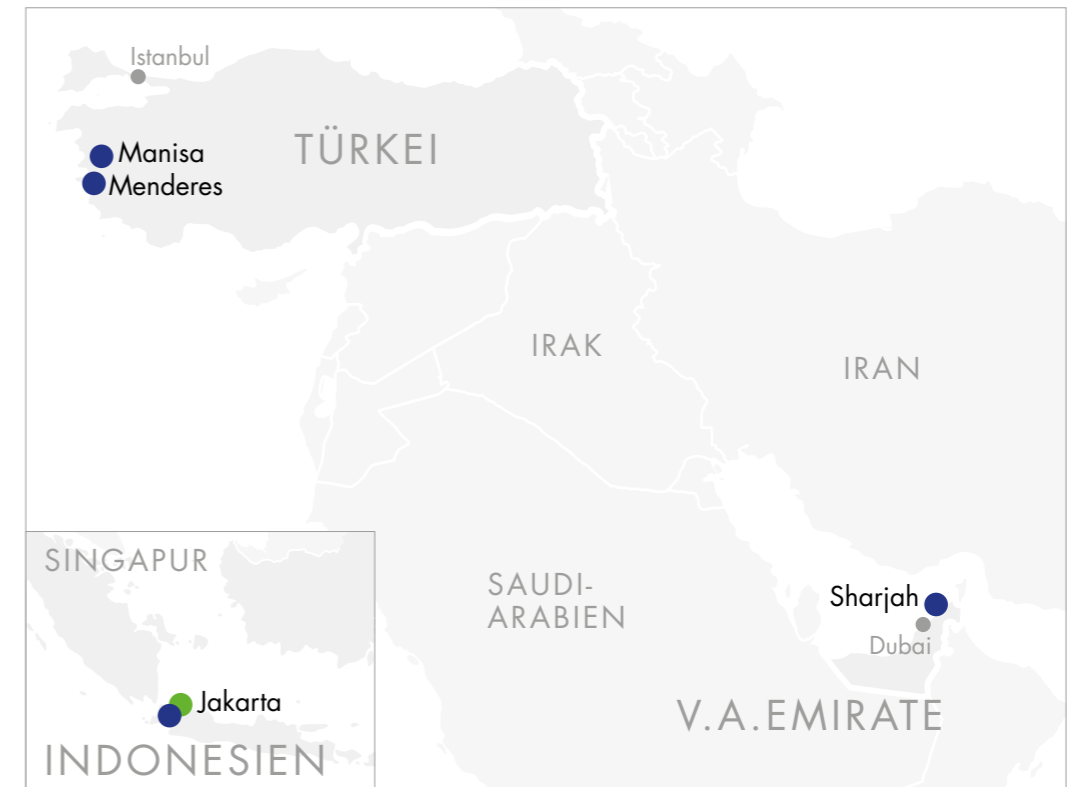 Istanbul
Manisa
TÜRKEI
Menderes
IRAK
IRAN
SINGAPUR
SAUDI-
ARABIEN
Sharjah
Dubai
Jakarta
V.A.EMIRATE
INDONESIEN